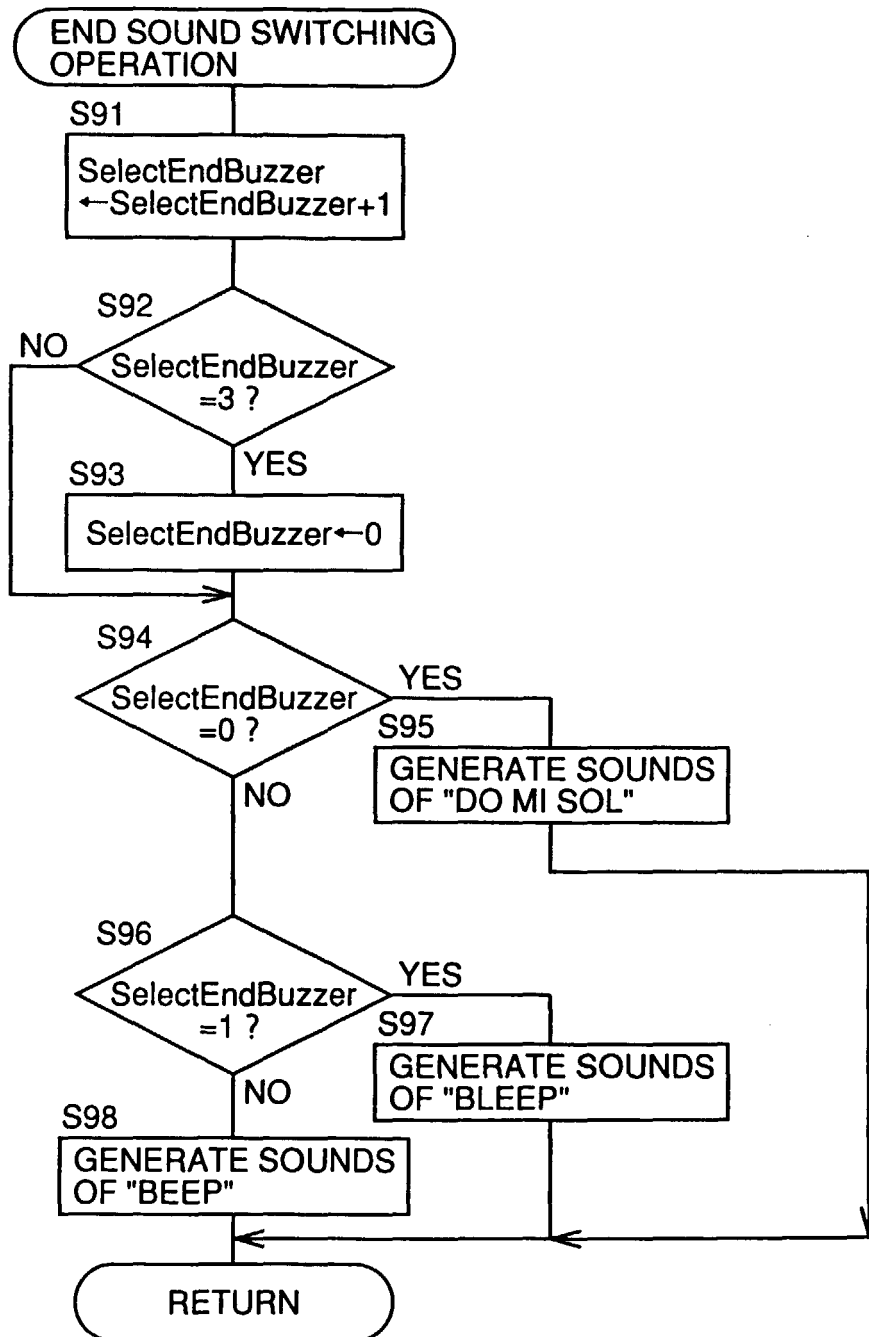 END SOUND SWITCHING
OPERATION
S91
SelectEndBuzzer
←SelectEndBuzzer+1
S92
NO
SelectEndBuzzer
=3 ?
YES
S93
SelectEndBuzzer←0
S94
YES
SelectEndBuzzer
=0 ?
S95
GENERATE SOUNDS
OF "DO MI SOL"
NO
S96
YES
SelectEndBuzzer
=1 ?
S97
GENERATE SOUNDS
OF "BLEEP"
NO
S98
GENERATE SOUNDS
OF "BEEP"
RETURN